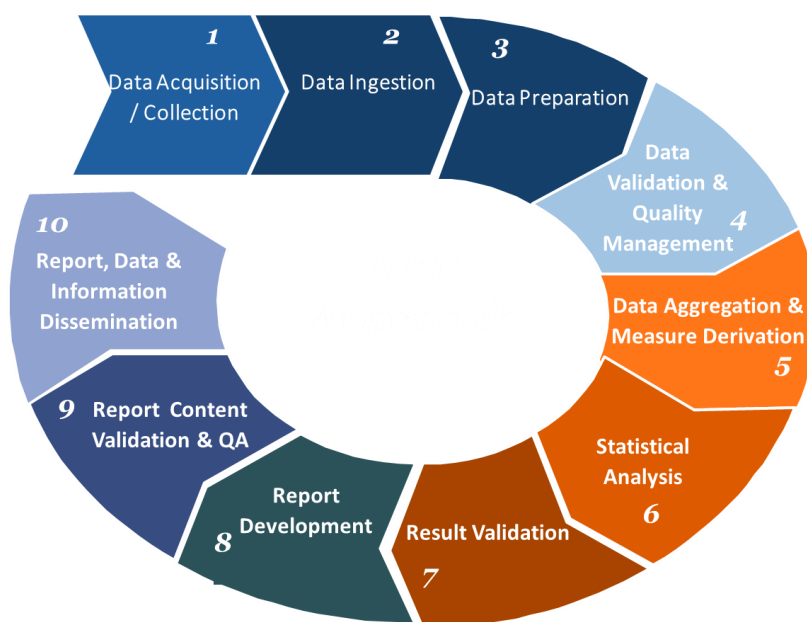 1
Data Acquisition
/ Collection
2
Data Ingestion
3
Data Preparation
Data
Validation &
Quality
Management
4
Data Aggregation &
Measure Derivation
5
Statistical
Analysis
6
Result Validation
7
Report
Development
8
9
Report Content
Validation & QA
10
Report, Data &
Information
Dissemination